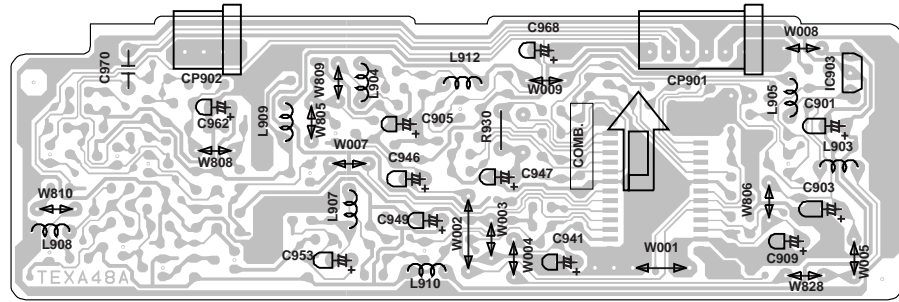 C968
W008
C970
CP902
W809
L904
L912
W009
CP901
L905
IC903
C962
L909
W805
C905
R930
COMB.
C901
W808
W007
C946
C947
L903
W810
L907
C949
W002
W003
W806
C903
L908
C953
W004
C941
W001
C909
W005
TEXA48A
L910
W828